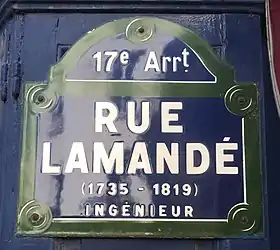 17e Arrt
RUE
LAMANDÉ
(1735 - 1819)
INGÉNIEUR